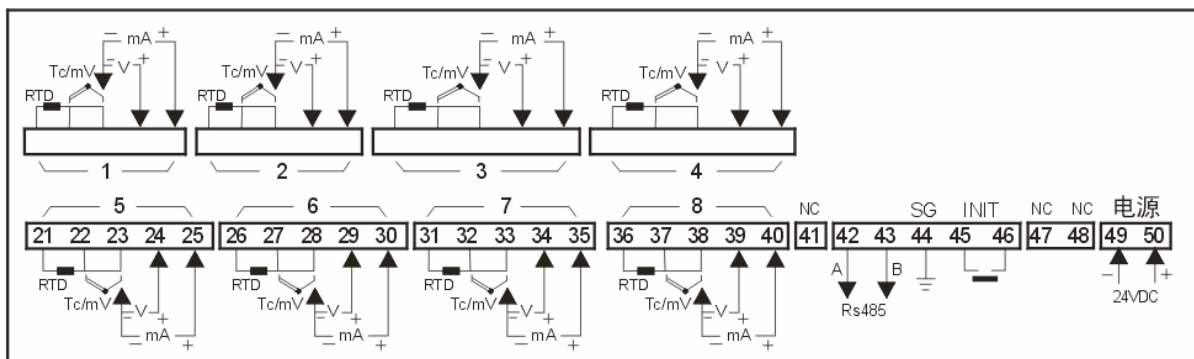 − mA + − mA + − mA + − mA +
− V + − V + − V + − V +
Tc/mV Tc/mV Tc/mV Tc/mV
RTD RTD RTD RTD
1 2 3 4
5 6 7 8 NC SG INIT NC NC 电源
21 22 23 24 25 26 27 28 29 30 31 32 33 34 35 36 37 38 39 40 41 42 43 44 45 46 47 48 49 50
RTD RTD RTD RTD A B − +
Tc/mV Tc/mV Tc/mV Tc/mV Rs485 24VDC
− V + − V + − V + − V +
− mA + − mA + − mA + − mA +